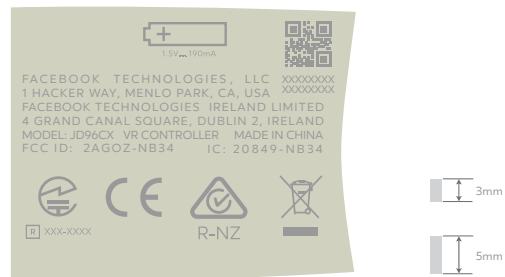 +
1.5V 190mA
FACEBOOK TECHNOLOGIES, LLC XXXXXXXX
1 HACKER WAY, MENLO PARK, CA, USA XXXXXXXX
FACEBOOK TECHNOLOGIES IRELAND LIMITED
4 GRAND CANAL SQUARE, DUBLIN 2, IRELAND
MODEL: JD96CX VR CONTROLLER MADE IN CHINA
FCC ID: 2AGOZ-NB34 IC: 20849-NB34
CE
R XXX-XXXX
R-NZ
3mm
5mm